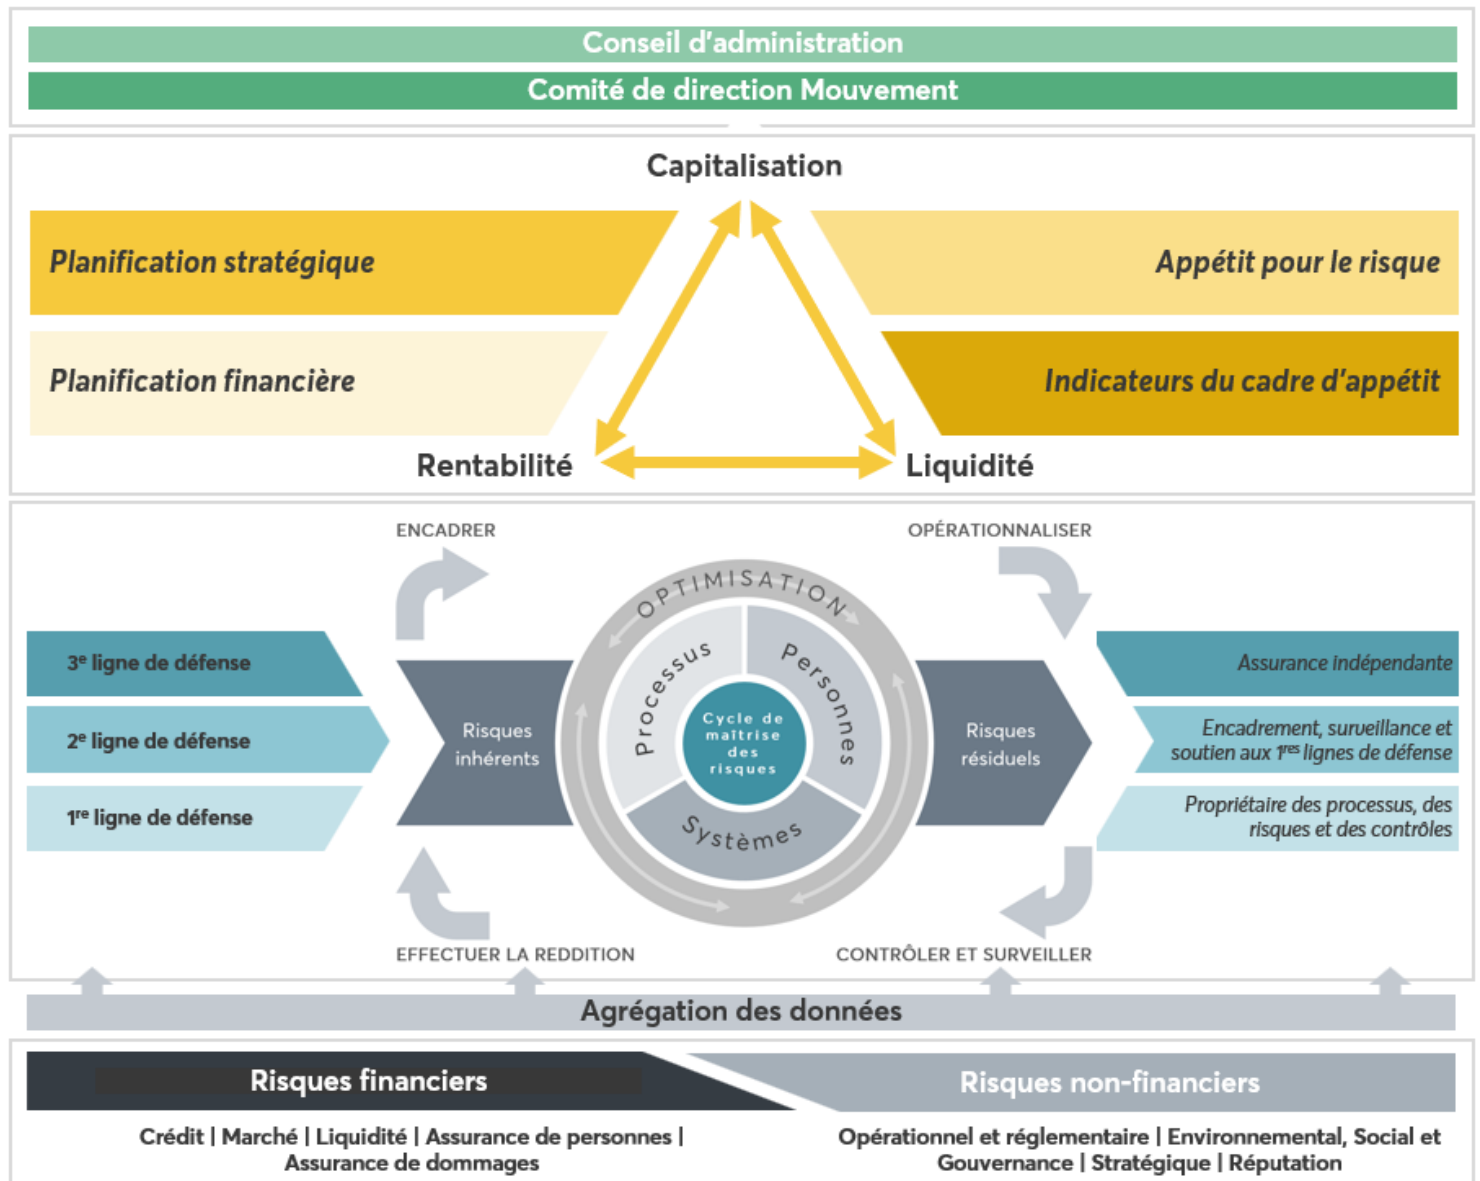 Conseil d'administration
Comité de direction Mouvement
Capitalisation
Planification stratégique
Appétit pour le risque
Planification financière
Indicateurs du cadre d'appétit
Rentabilité
Liquidité
ENCADRER
OPÉRATIONNALISER
3e ligne de défense
2e ligne de défense
1re ligne de défense
Risques
inhérents
OPTIMISATION
Processus
Personnes
Systèmes
Cycle de
maîtrise
des
risques
Risques
résiduels
Assurance indépendante
Encadrement, surveillance et
soutien aux 1res lignes de défense
Propriétaire des processus, des
risques et des contrôles
EFFECTUER LA REDDITION
CONTRÔLER ET SURVEILLER
Agrégation des données
Risques financiers
Risques non-financiers
Crédit | Marché | Liquidité | Assurance de personnes |
Assurance de dommages
Opérationnel et réglementaire | Environnemental, Social et
Gouvernance | Stratégique | Réputation